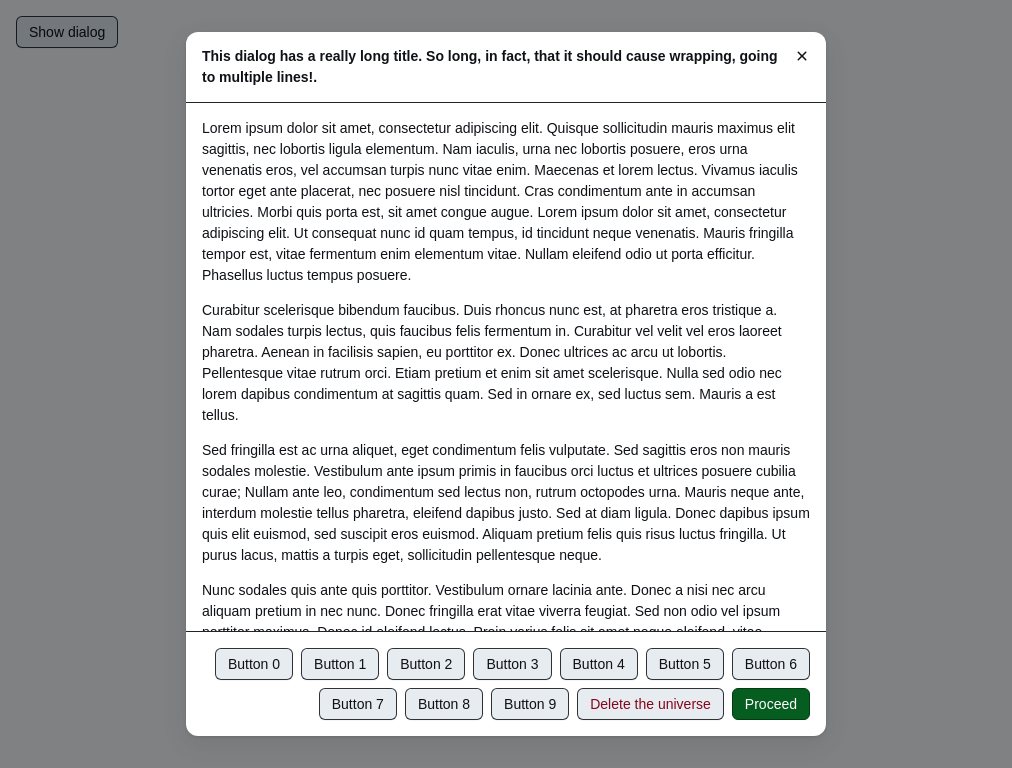 Show dialog
This dialog has a really long title. So long, in fact, that it should cause wrapping, going
to multiple lines!.
✕
Lorem ipsum dolor sit amet, consectetur adipiscing elit. Quisque sollicitudin mauris maximus elit
sagittis, nec lobortis ligula elementum. Nam iaculis, urna nec lobortis posuere, eros urna
venenatis eros, vel accumsan turpis nunc vitae enim. Maecenas et lorem lectus. Vivamus iaculis
tortor eget ante placerat, nec posuere nisl tincidunt. Cras condimentum ante in accumsan
ultricies. Morbi quis porta est, sit amet congue augue. Lorem ipsum dolor sit amet, consectetur
adipiscing elit. Ut consequat nunc id quam tempus, id tincidunt neque venenatis. Mauris fringilla
tempor est, vitae fermentum enim elementum vitae. Nullam eleifend odio ut porta efficitur.
Phasellus luctus tempus posuere.
Curabitur scelerisque bibendum faucibus. Duis rhoncus nunc est, at pharetra eros tristique a.
Nam sodales turpis lectus, quis faucibus felis fermentum in. Curabitur vel velit vel eros laoreet
pharetra. Aenean in facilisis sapien, eu porttitor ex. Donec ultrices ac arcu ut lobortis.
Pellentesque vitae rutrum orci. Etiam pretium et enim sit amet scelerisque. Nulla sed odio nec
lorem dapibus condimentum at sagittis quam. Sed in ornare ex, sed luctus sem. Mauris a est
tellus.
Sed fringilla est ac urna aliquet, eget condimentum felis vulputate. Sed sagittis eros non mauris
sodales molestie. Vestibulum ante ipsum primis in faucibus orci luctus et ultrices posuere cubilia
curae; Nullam ante leo, condimentum sed lectus non, rutrum octopodes urna. Mauris neque ante,
interdum molestie tellus pharetra, eleifend dapibus justo. Sed at diam ligula. Donec dapibus ipsum
quis elit euismod, sed suscipit eros euismod. Aliquam pretium felis quis risus luctus fringilla. Ut
purus lacus, mattis a turpis eget, sollicitudin pellentesque neque.
Nunc sodales quis ante quis porttitor. Vestibulum ornare lacinia ante. Donec a nisi nec arcu
aliquam pretium in nec nunc. Donec fringilla erat vitae viverra feugiat. Sed non odio vel ipsum
Button 0 Button 1 Button 2 Button 3 Button 4 Button 5 Button 6
Button 7 Button 8 Button 9 Delete the universe Proceed